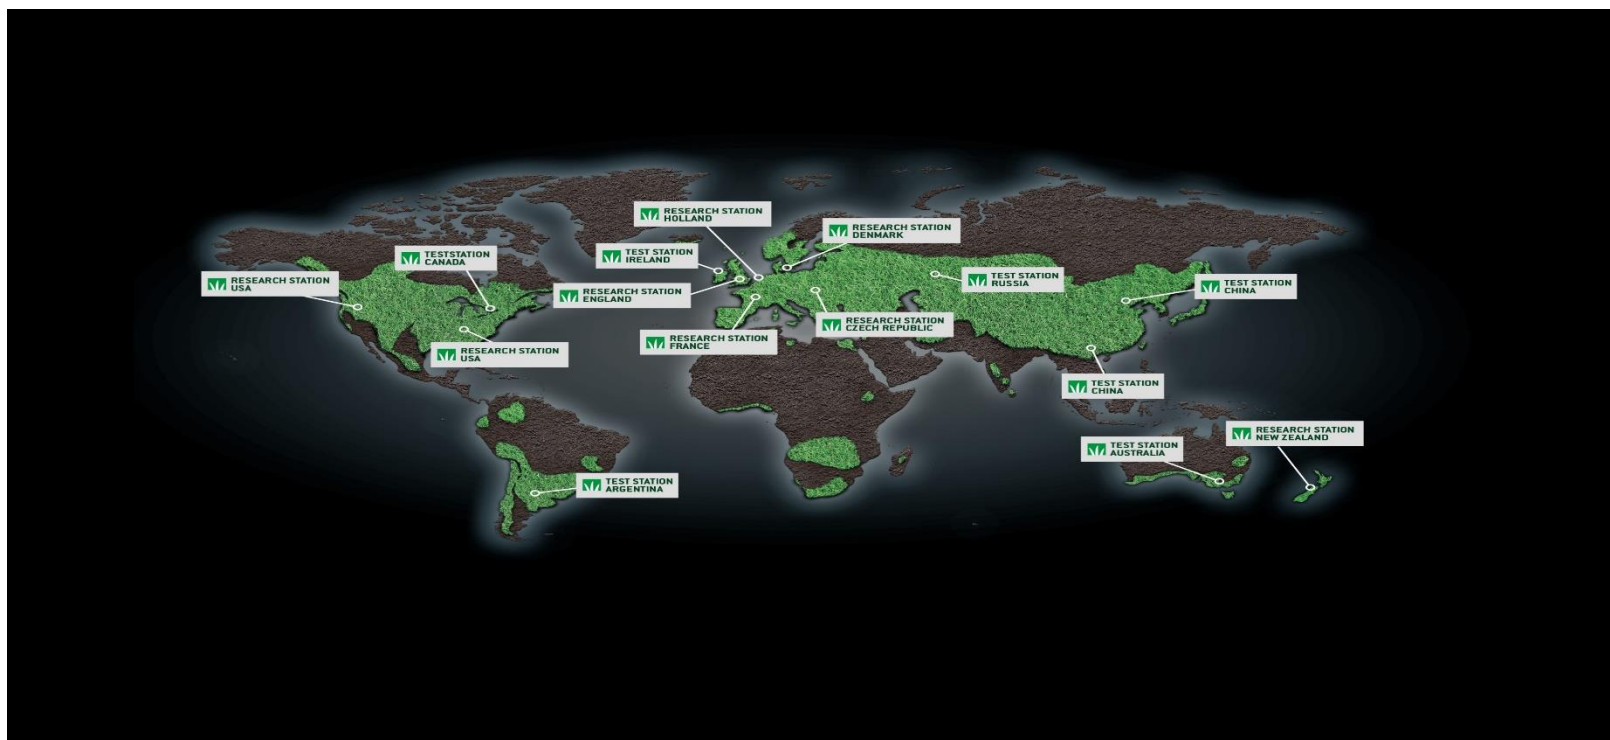 RESEARCH STATION
HOLLAND
RESEARCH STATION
DENMARK
TESTSTATION
CANADA
TEST STATION
IRELAND
RESEARCH STATION
USA
RESEARCH STATION
ENGLAND
TEST STATION
RUSSIA
TEST STATION
CHINA
RESEARCH STATION
CZECH REPUBLIC
RESEARCH STATION
FRANCE
RESEARCH STATION
USA
TEST STATION
CHINA
RESEARCH STATION
NEW ZEALAND
TEST STATION
AUSTRALIA
TEST STATION
ARGENTINA